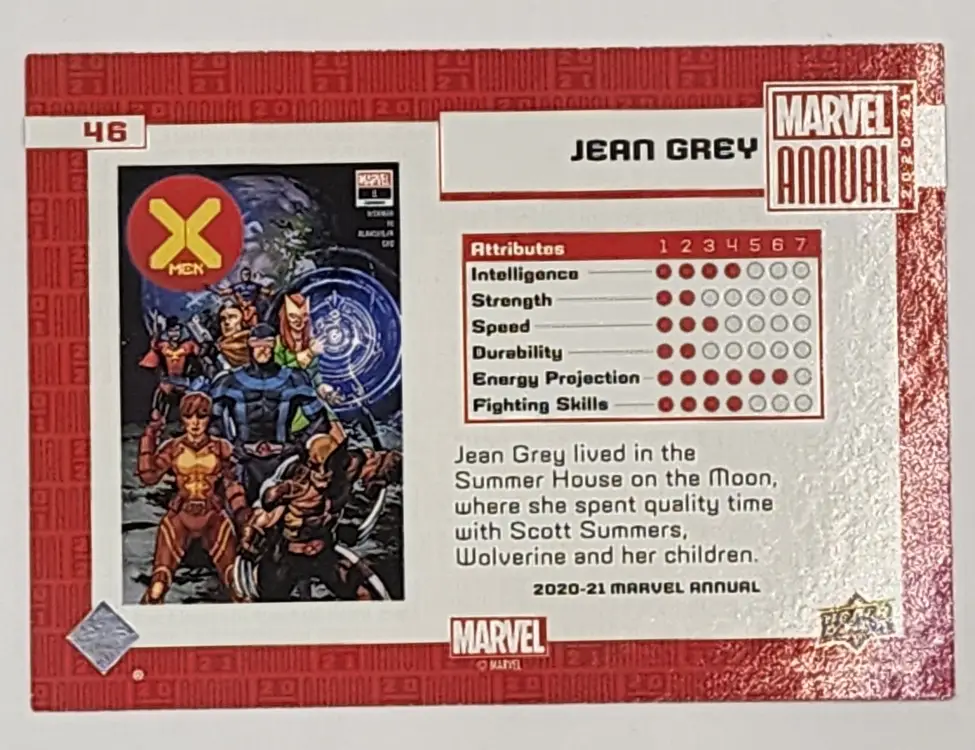 46
JEAN GREY
MARVEL
ANNUAL
2020-21
X
MEN
MARVEL
Attributes 1 2 3 4 5 6 7
Intelligence
Strength
Speed
Durability
Energy Projection
Fighting Skills
Jean Grey lived in the
Summer House on the Moon,
where she spent quality time
with Scott Summers,
Wolverine and her children.
2020-21 MARVEL ANNUAL
MARVEL
© MARVEL
®